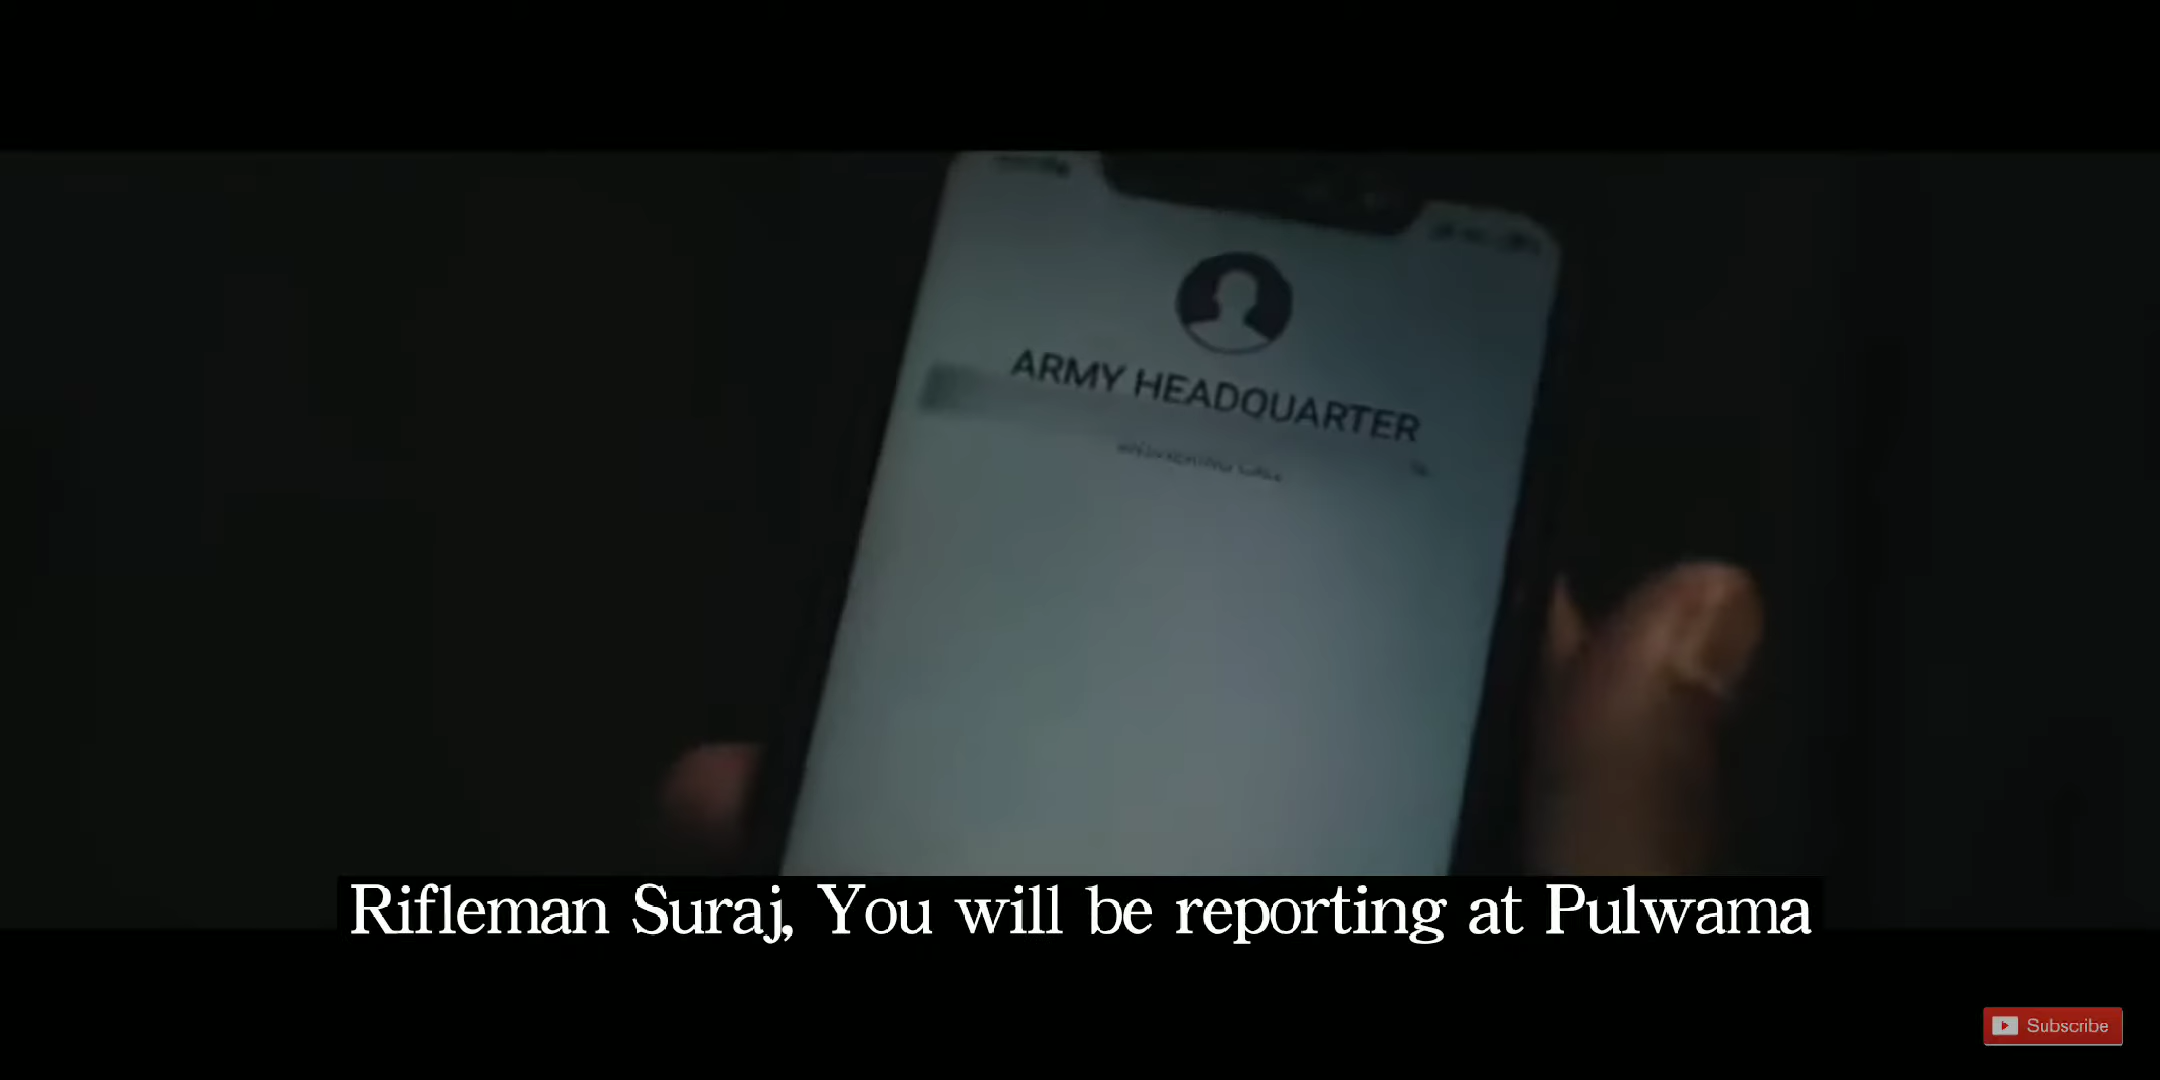 ARMY HEADQUARTER
Rifleman Suraj, You will be reporting at Pulwama
Subscribe